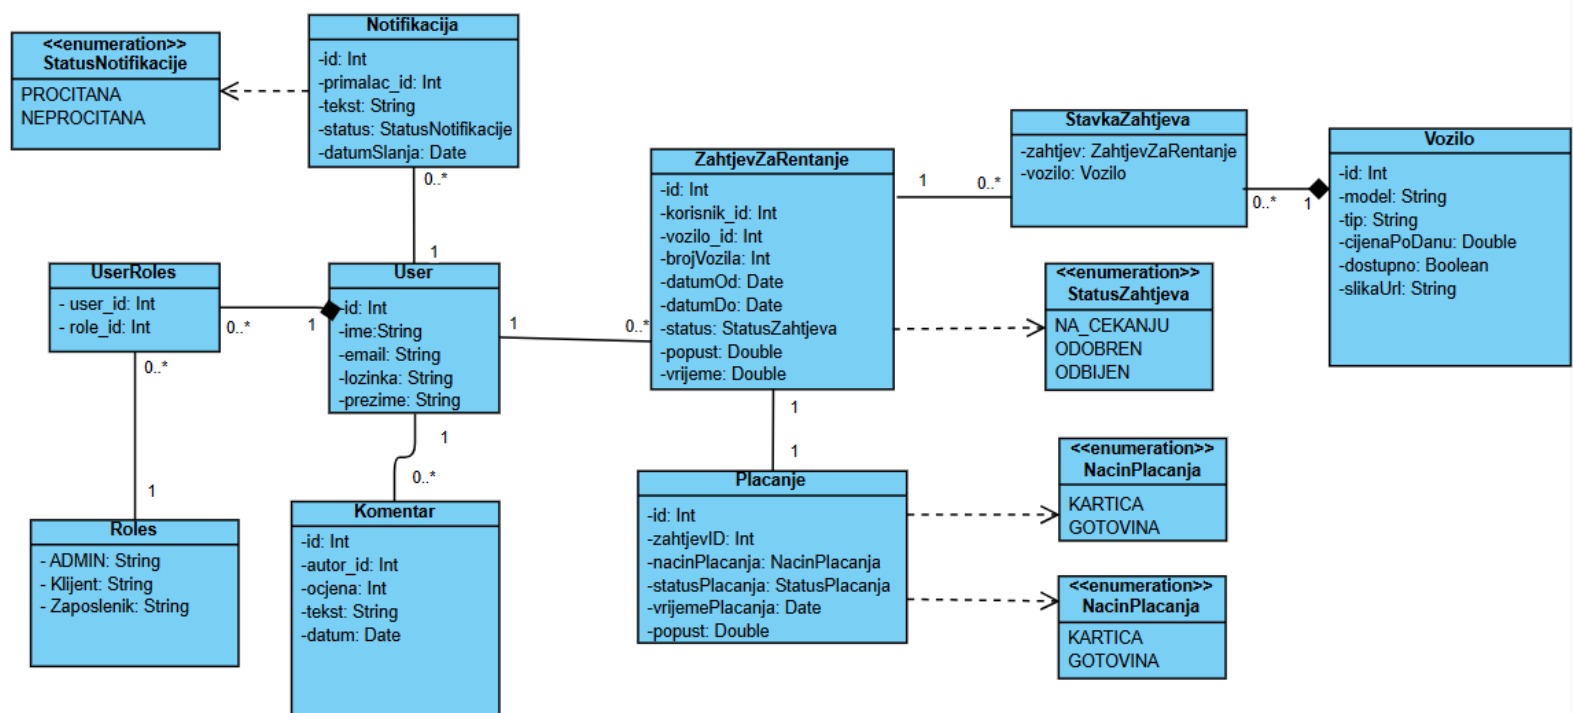 <<enumeration>>
StatusNotifikacije
PROCITANA
NEPROCITANA
Notifikacija
-id: Int
-primalac_id: Int
-tekst: String
-status: StatusNotifikacije
-datumSlanja: Date
0..*
1
UserRoles
- user_id: Int
- role_id: Int
0..*
1
0..*
1
User
-id: Int
-ime:String
-email: String
-lozinka: String
-prezime: String
1
0..*
1
0..*
Roles
- ADMIN: String
- Klijent: String
- Zaposlenik: String
Komentar
-id: Int
-autor_id: Int
-ocjena: Int
-tekst: String
-datum: Date
ZahtjevZaRentanje
-id: Int
-korisnik_id: Int
-vozilo_id: Int
-brojVozila: Int
-datumOd: Date
-datumDo: Date
-status: StatusZahtjeva
-popust: Double
-vrijeme: Double
1
0..*
1
1
StavkaZahtjeva
-zahtjev: ZahtjevZaRentanje
-vozilo: Vozilo
0..*
1
Vozilo
-id: Int
-model: String
-tip: String
-cijenaPoDanu: Double
-dostupno: Boolean
-slikaUrl: String
<<enumeration>>
StatusZahtjeva
NA_CEKANJU
ODOBREN
ODBIJEN
Placanje
-id: Int
-zahtjevID: Int
-nacinPlacanja: NacinPlacanja
-statusPlacanja: StatusPlacanja
-vrijemePlacanja: Date
-popust: Double
<<enumeration>>
NacinPlacanja
KARTICA
GOTOVINA
<<enumeration>>
NacinPlacanja
KARTICA
GOTOVINA